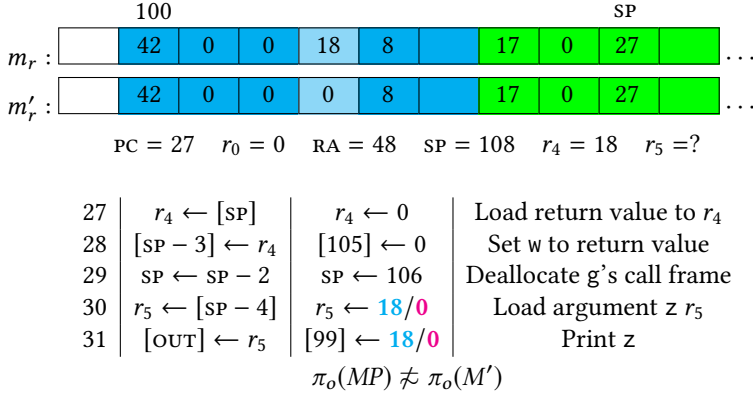 100 SP
m_r : 42 0 0 18 8 17 0 27 ...
m'_r : 42 0 0 0 8 17 0 27 ...
PC = 27 r_0 = 0 RA = 48 SP = 108 r_4 = 18 r_5 =?
27 r_4 ← [SP] r_4 ← 0 Load return value to r_4
28 [SP − 3] ← r_4 [105] ← 0 Set w to return value
29 SP ← SP − 2 SP ← 106 Deallocate g's call frame
30 r_5 ← [SP − 4] r_5 ← 18/0 Load argument z r_5
31 [OUT] ← r_5 [99] ← 18/0 Print z
π_o(MP) ≉ π_o(M′)